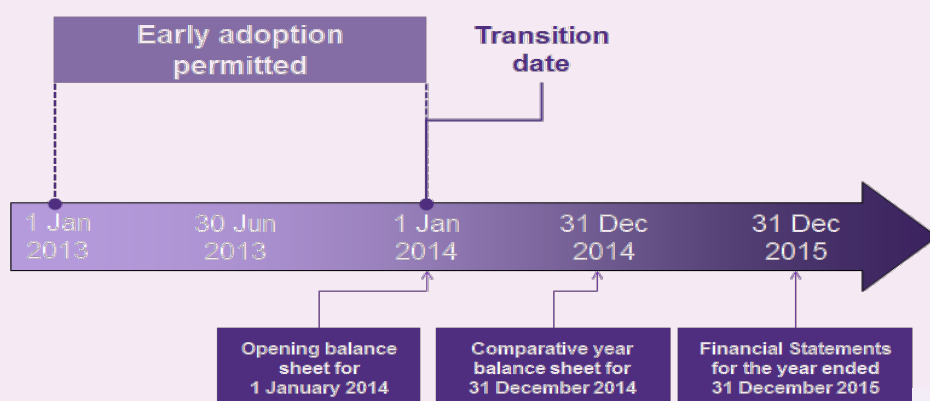 Early adoption
permitted
Transition
date
1 Jan
2013
30 Jun
2013
1 Jan
2014
31 Dec
2014
31 Dec
2015
Opening balance
sheet for
1 January 2014
Comparative year
balance sheet for
31 December 2014
Financial Statements
for the year ended
31 December 2015